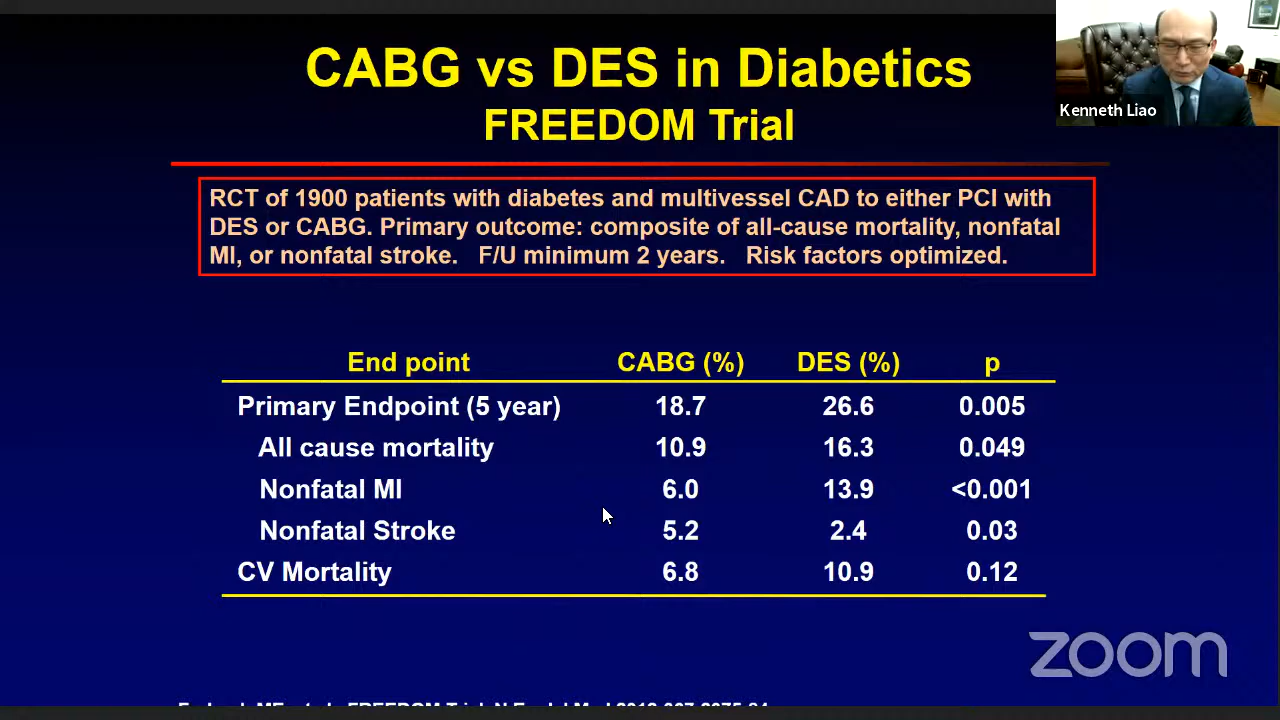 CABG vs DES in Diabetics
FREEDOM Trial
Kenneth Liao
RCT of 1900 patients with diabetes and multivessel CAD to either PCI with
DES or CABG. Primary outcome: composite of all-cause mortality, nonfatal
MI, or nonfatal stroke. F/U minimum 2 years. Risk factors optimized.
End point CABG (%) DES (%) p
Primary Endpoint (5 year) 18.7 26.6 0.005
All cause mortality 10.9 16.3 0.049
Nonfatal MI 6.0 13.9 <0.001
Nonfatal Stroke 5.2 2.4 0.03
CV Mortality 6.8 10.9 0.12
zoom
FREEDOM Trial